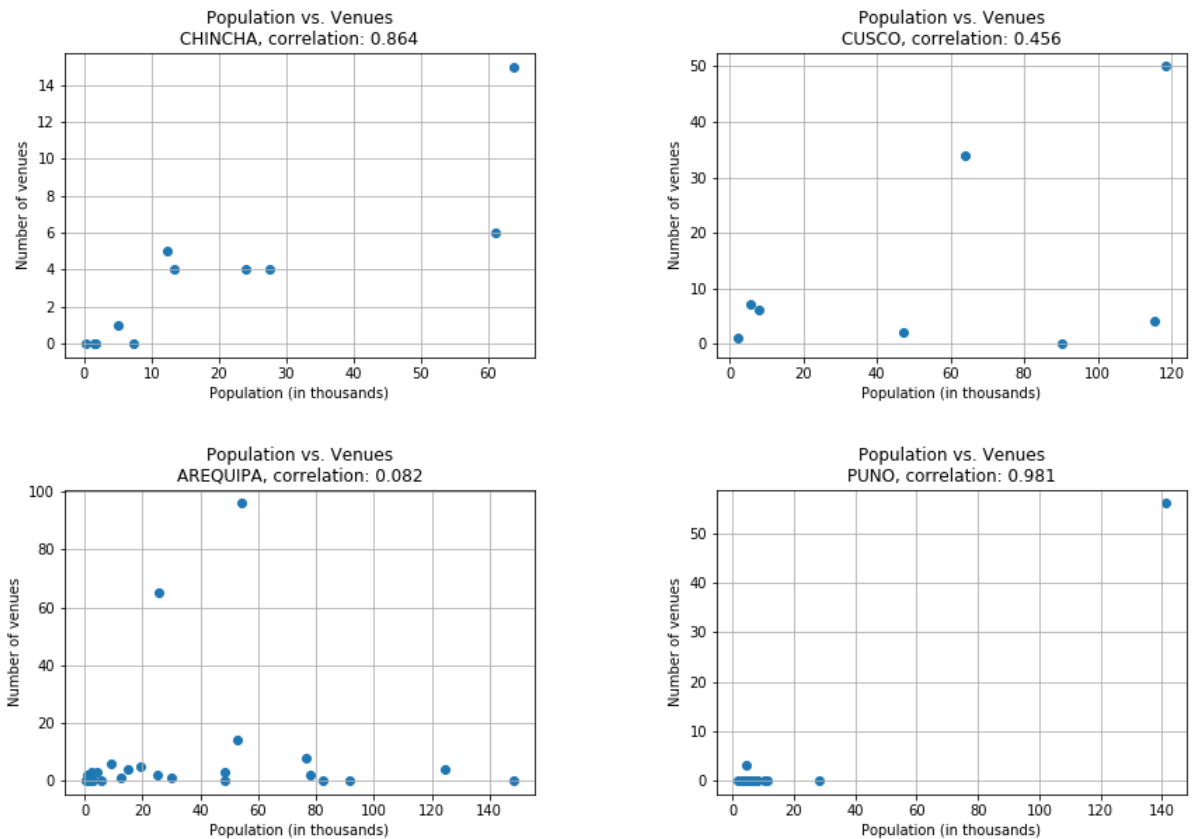 Population vs. Venues
CHINCHA, correlation: 0.864
14
12
10
8
6
4
2
0
Number of venues
0 10 20 30 40 50 60
Population (in thousands)
Population vs. Venues
CUSCO, correlation: 0.456
50
40
30
20
10
0
Number of venues
0 20 40 60 80 100 120
Population (in thousands)
Population vs. Venues
AREQUIPA, correlation: 0.082
100
80
60
40
20
0
Number of venues
0 20 40 60 80 100 120 140
Population (in thousands)
Population vs. Venues
PUNO, correlation: 0.981
50
40
30
20
10
0
Number of venues
0 20 40 60 80 100 120 140
Population (in thousands)